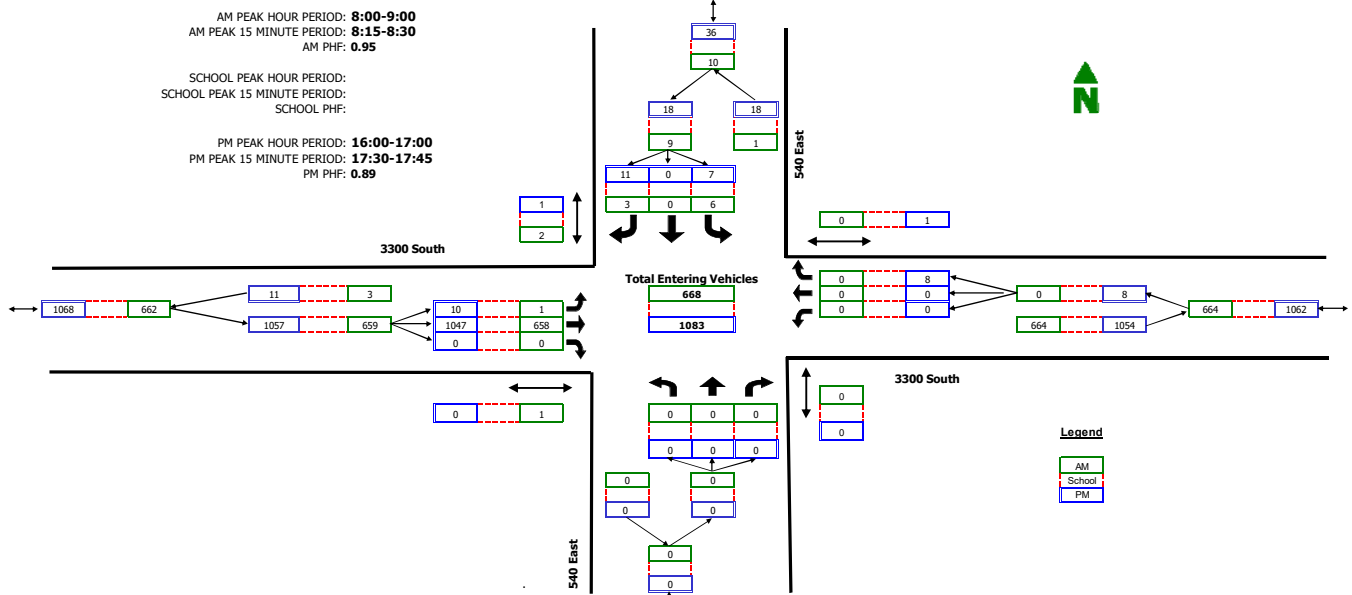 AM PEAK HOUR PERIOD: 8:00-9:00
AM PEAK 15 MINUTE PERIOD: 8:15-8:30
AM PHF: 0.95
SCHOOL PEAK HOUR PERIOD:
SCHOOL PEAK 15 MINUTE PERIOD:
SCHOOL PHF:
PM PEAK HOUR PERIOD: 16:00-17:00
PM PEAK 15 MINUTE PERIOD: 17:30-17:45
PM PHF: 0.89
36
10
18 18
9 1
11 0 7
3 0 6
540 East
N
1
2
3300 South
0 1
Total Entering Vehicles
668
1083
1068 662
11 3
1057 659
10 1
1047 658
0 0
0 8
0 0
0 0
0 8
664 1054
664 1062
3300 South
0 1
0
0
0 0 0
0 0 0
0 0
0 0
0
0
540 East
Legend
AM
School
PM